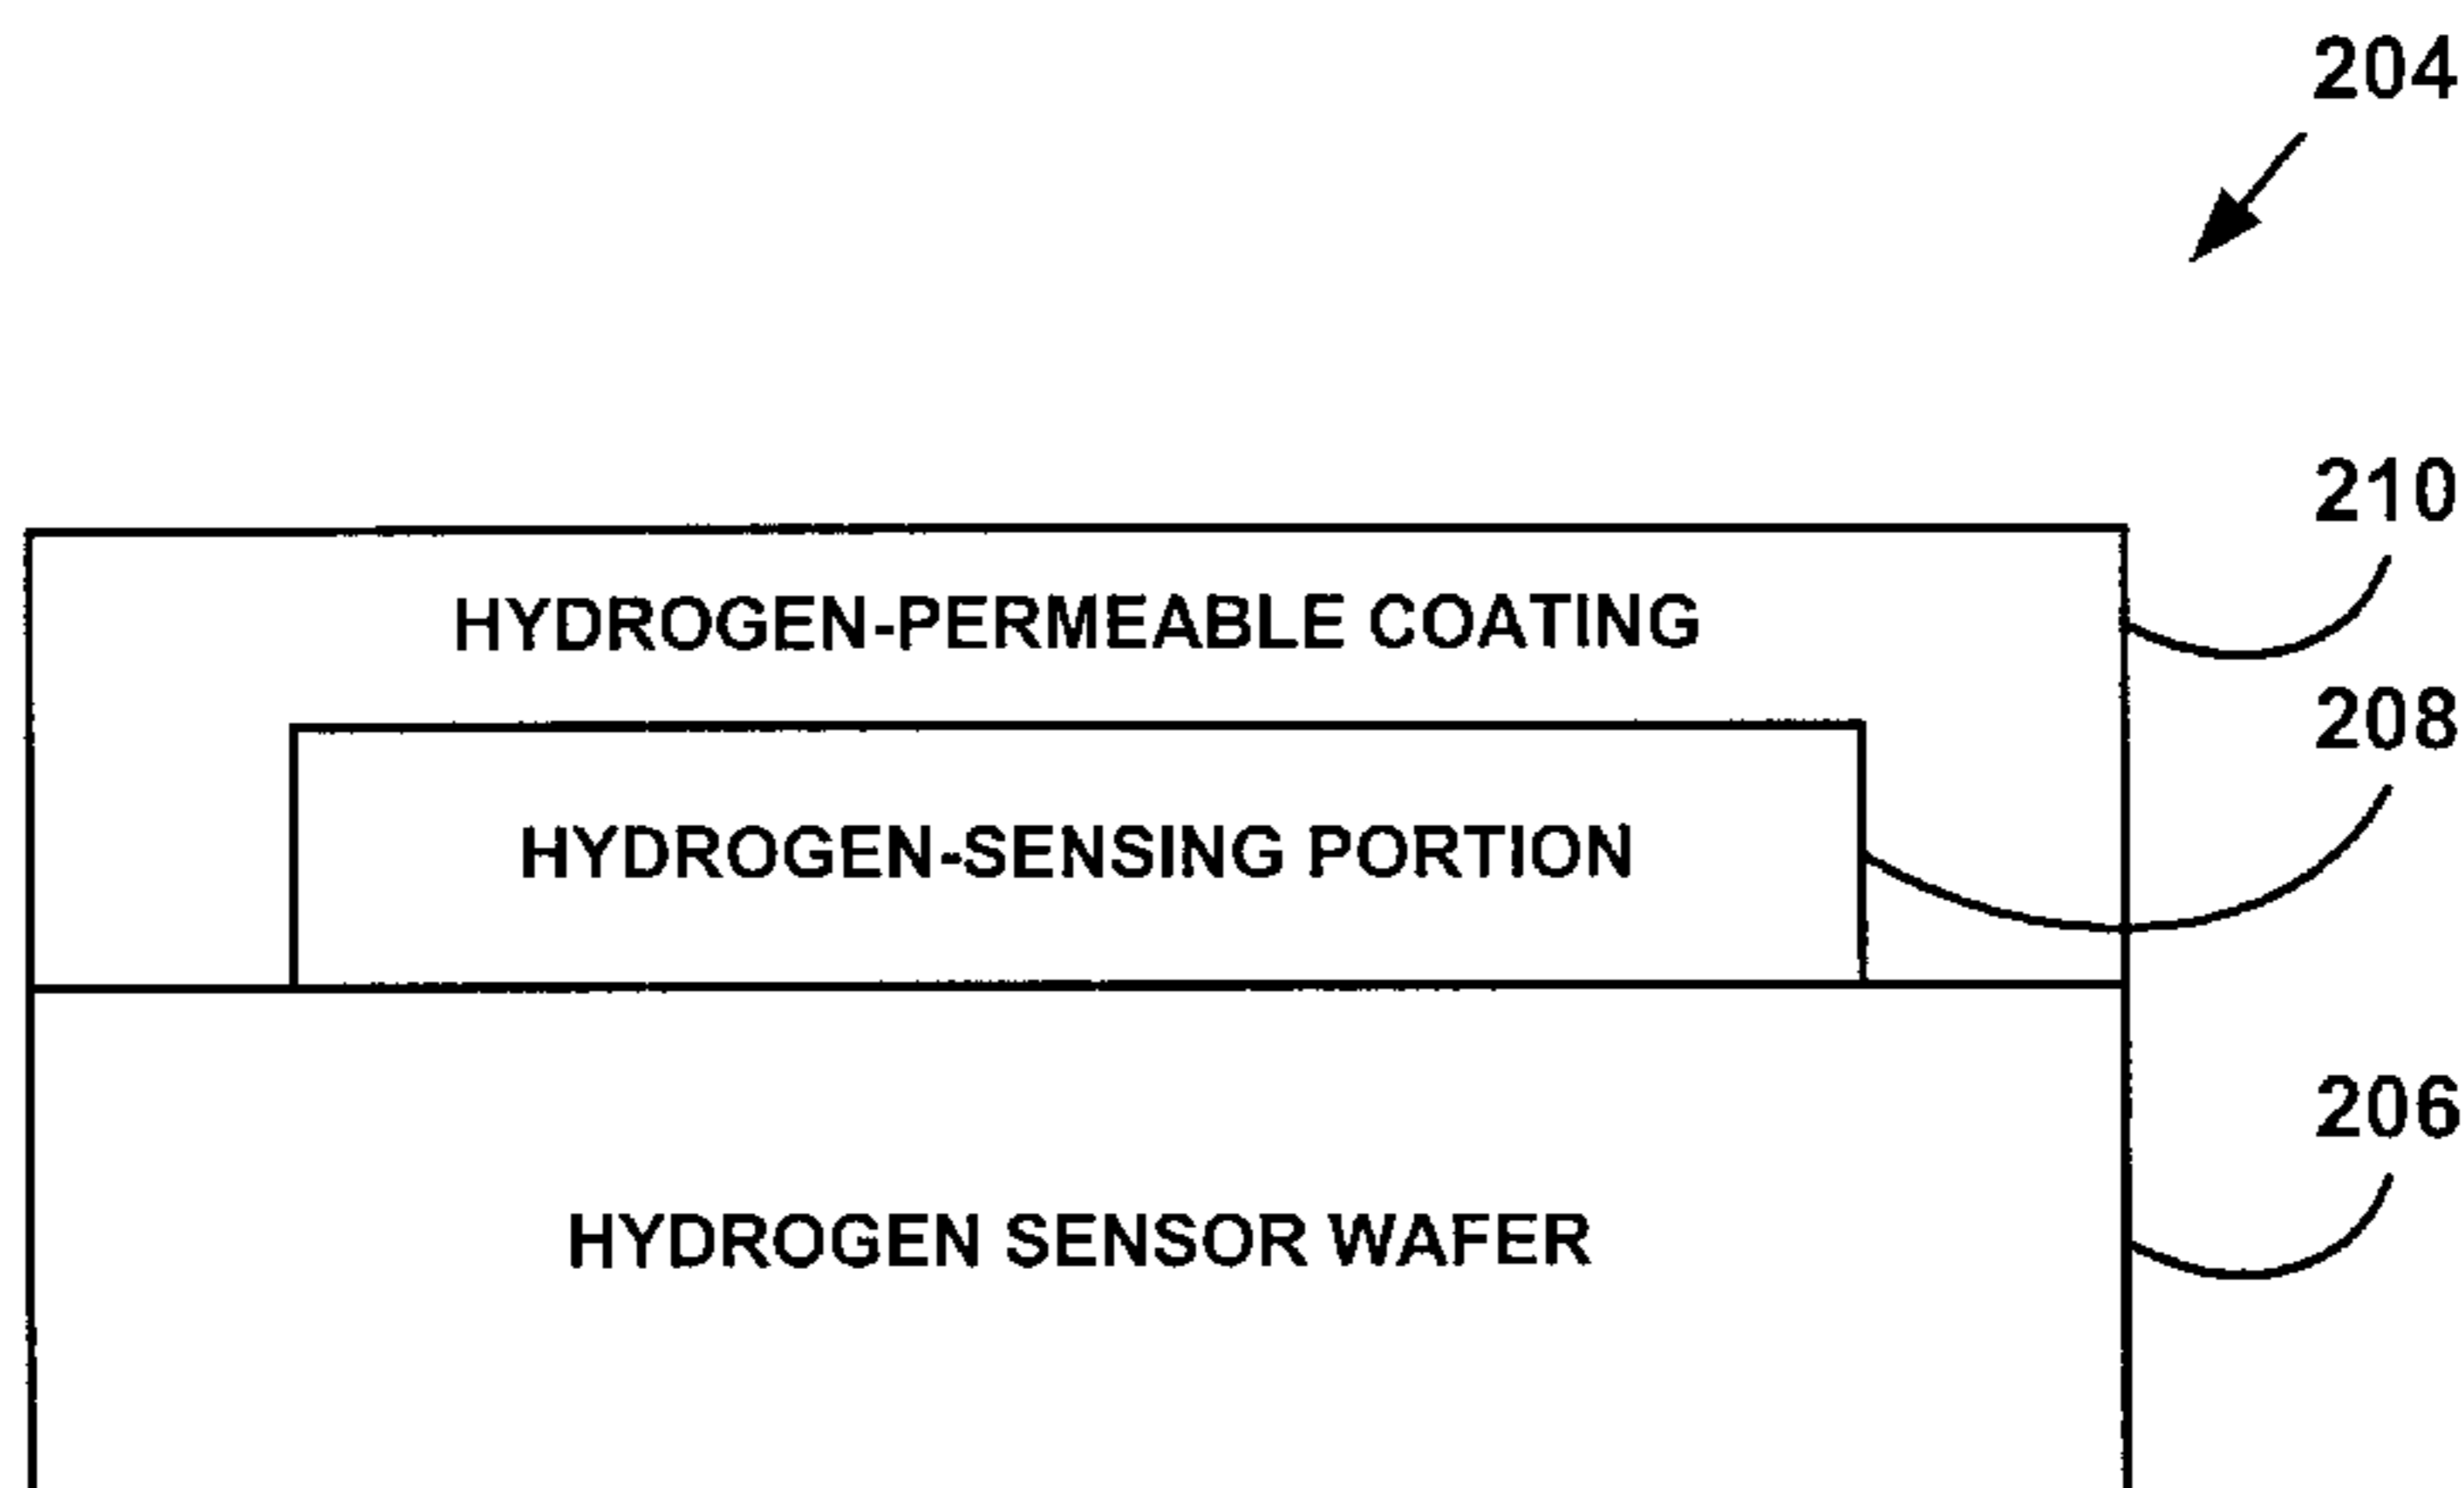 204
210
HYDROGEN-PERMEABLE COATING
208
HYDROGEN-SENSING PORTION
206
HYDROGEN SENSOR WAFER